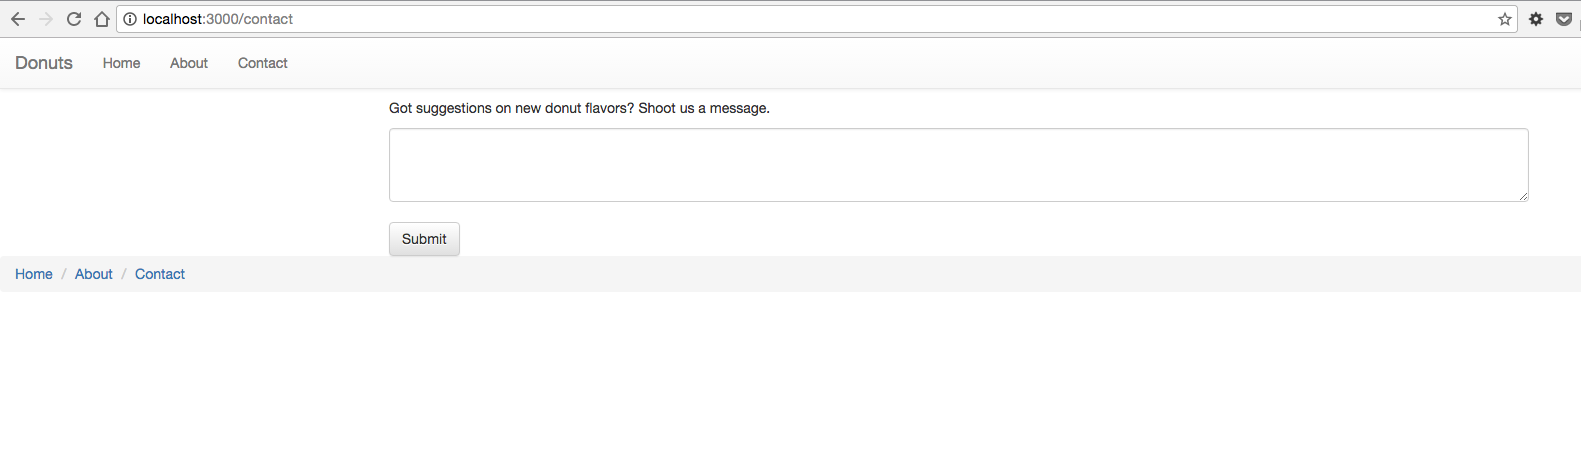 localhost:3000/contact
Donuts Home About Contact
Got suggestions on new donut flavors? Shoot us a message.
Submit
Home / About / Contact